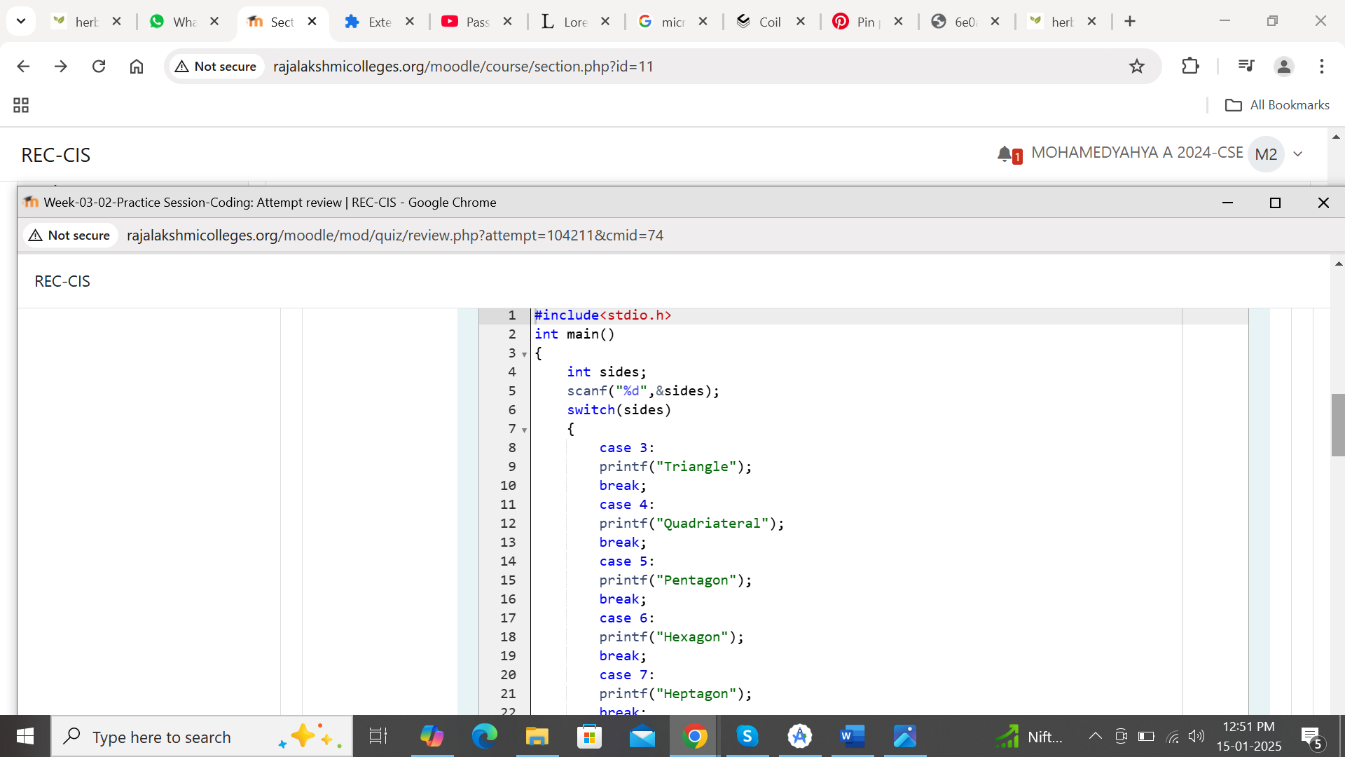 herb
Wha
Sect
Exte
Pass
Lore
micr
Coil
Pin
6e0
herb
Not secure
rajalakshmicolleges.org/moodle/course/section.php?id=11
All Bookmarks
REC-CIS
1
MOHAMEDYAHYA A 2024-CSE
M2
Week-03-02-Practice Session-Coding: Attempt review | REC-CIS - Google Chrome
Not secure
rajalakshmicolleges.org/moodle/mod/quiz/review.php?attempt=104211&cmid=74
REC-CIS
1 #include<stdio.h>
2 int main()
3 {
4 int sides;
5 scanf("%d",&sides);
6 switch(sides)
7 {
8 case 3:
9 printf("Triangle");
10 break;
11 case 4:
12 printf("Quadriateral");
13 break;
14 case 5:
15 printf("Pentagon");
16 break;
17 case 6:
18 printf("Hexagon");
19 break;
20 case 7:
21 printf("Heptagon");
22 break;
Type here to search
Nift...
12:51 PM
15-01-2025
5